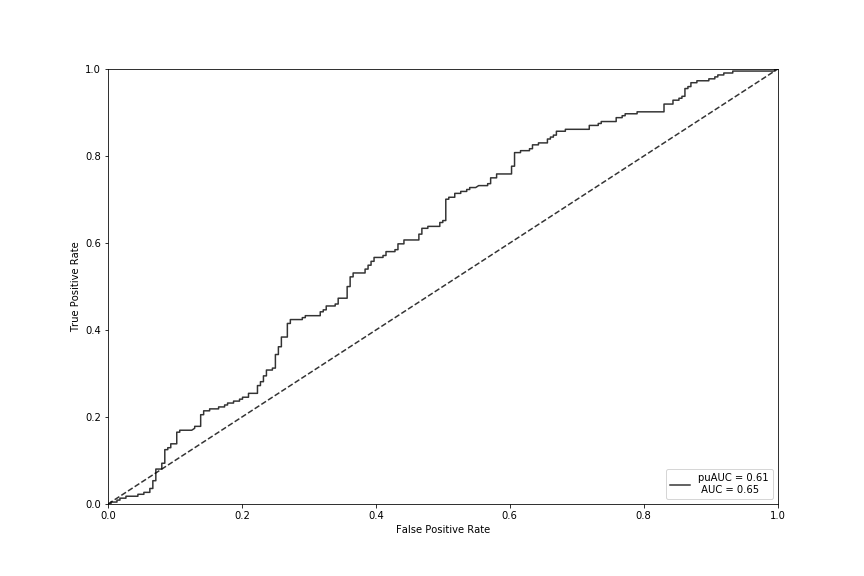 1.0
0.8
0.6
0.4
0.2
0.0
True Positive Rate
0.0 0.2 0.4 0.6 0.8 1.0
False Positive Rate
puAUC = 0.61
AUC = 0.65